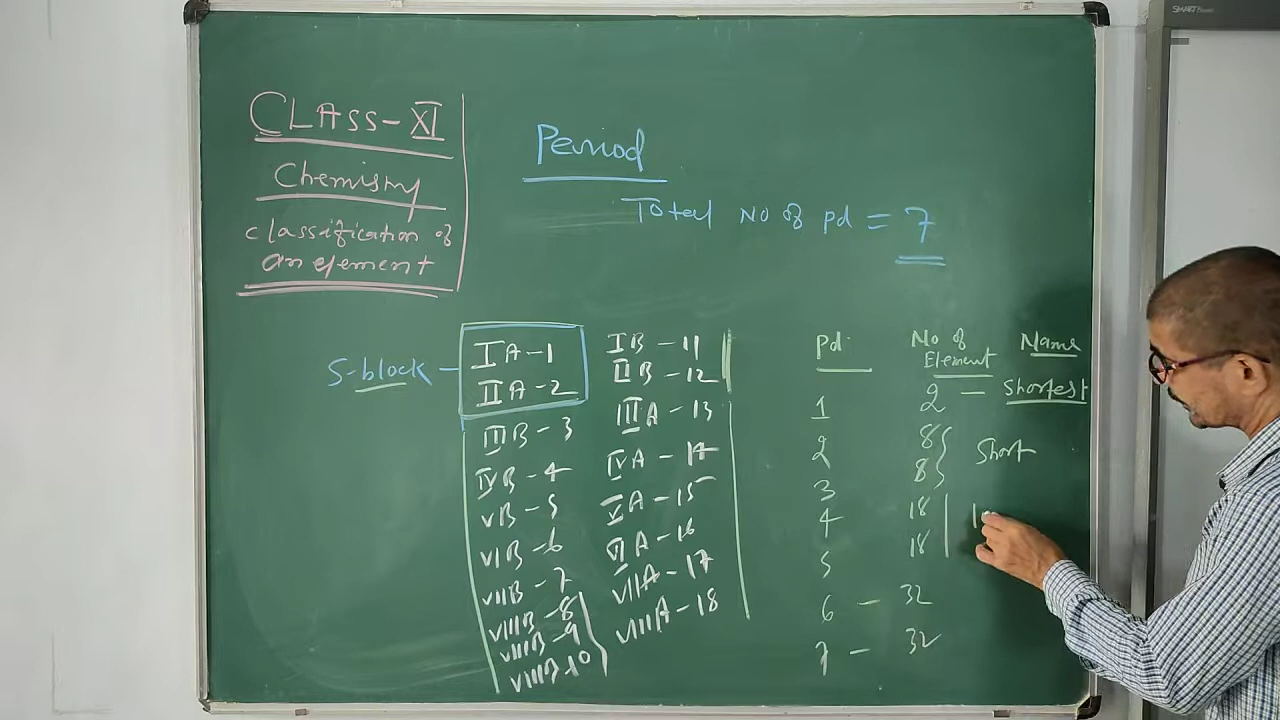 CLASS-XI
Chemistry
classification of
an element
Period
Total No of pd = 7
S-block -
IA-1
IIA-2
IIIB-3
IVB-4
VB-5
VIB-6
VIIB-7
VIIIB-8
VIIIB-9
VIIIB-10
IB-11
IIB-12
IIIA-13
IVA-14
VA-15
VIA-16
VIIA-17
VIIIA-18
Pd No of Element Name
1 2 - Shortest
2 8
3 8 Short
4 18
5 18
6 - 32
7 - 32
SMART